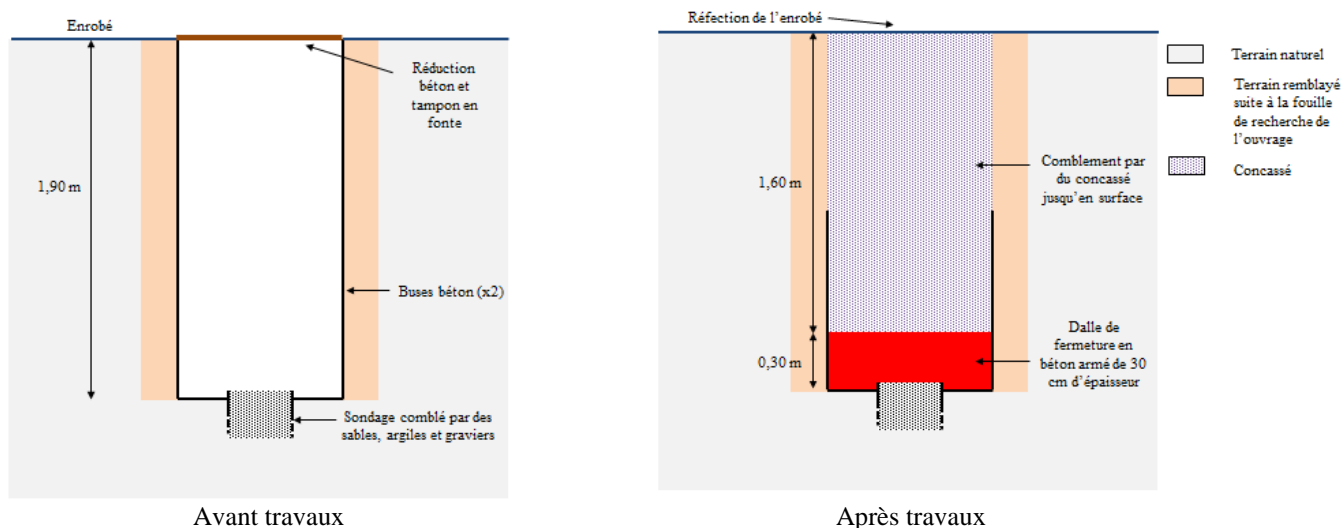 Enrobé
Réduction
béton et
tampon en
fonte
1,90 m
Buses béton (x2)
Sondage comblé par des
sables, argiles et graviers
Avant travaux
Réfection de l'enrobé
1,60 m
Comblement par
du concassé
jusqu'en surface
0,30 m
Dalle de
fermeture en
béton armé de 30
cm d'épaisseur
Après travaux
Terrain naturel
Terrain remblayé
suite à la fouille
de recherche de
l'ouvrage
Concassé